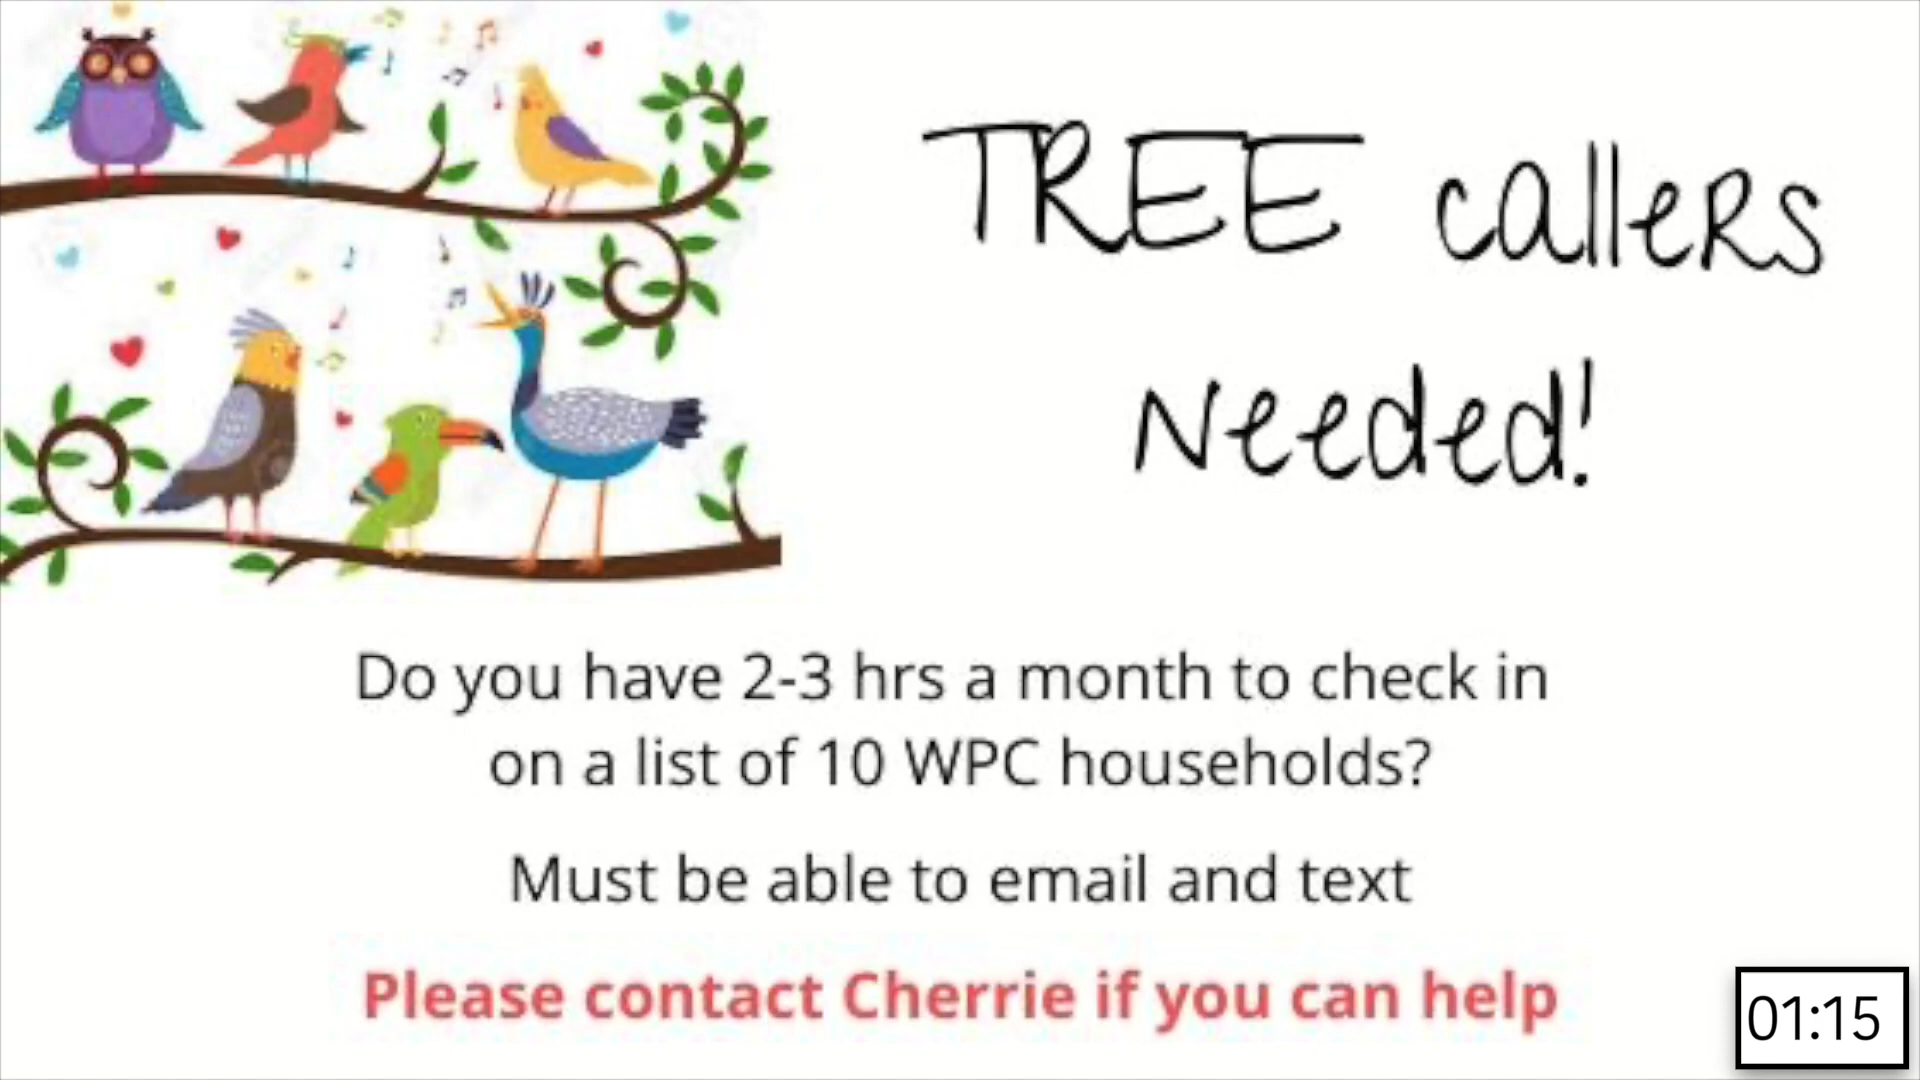 TREE calleRs
Needed!
Do you have 2-3 hrs a month to check in
on a list of 10 WPC households?
Must be able to email and text
Please contact Cherrie if you can help
01:15